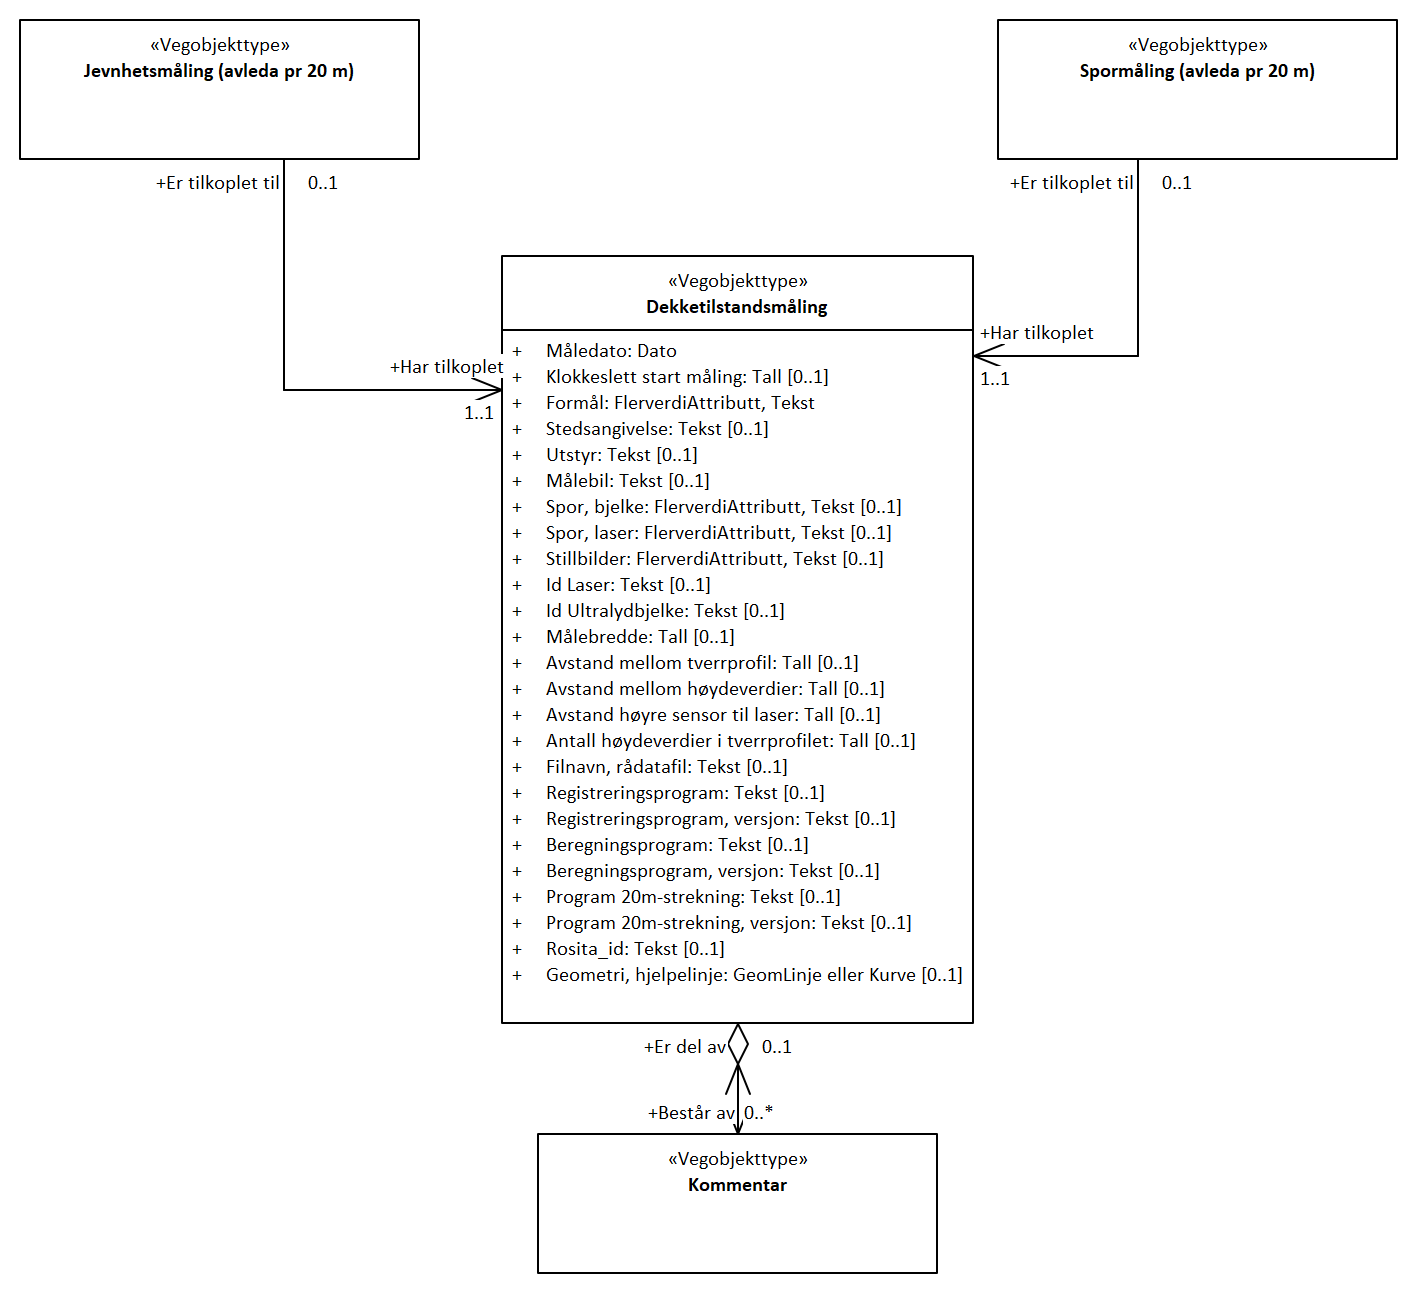 «Vegobjekttype»
Jevnhetsmåling (avleda pr 20 m)
«Vegobjekttype»
Spormåling (avleda pr 20 m)
+Er tilkoplet til
0..1
+Er tilkoplet til
0..1
«Vegobjekttype»
Dekketilstandsmåling
+Har tilkoplet
1..1
+Har tilkoplet
1..1
+ Måledato: Dato
+ Klokkeslett start måling: Tall [0..1]
+ Formål: FlerverdiAttributt, Tekst
+ Stedsangivelse: Tekst [0..1]
+ Utstyr: Tekst [0..1]
+ Målebil: Tekst [0..1]
+ Spor, bjelke: FlerverdiAttributt, Tekst [0..1]
+ Spor, laser: FlerverdiAttributt, Tekst [0..1]
+ Stillbilder: FlerverdiAttributt, Tekst [0..1]
+ Id Laser: Tekst [0..1]
+ Id Ultralydbjelke: Tekst [0..1]
+ Målebredde: Tall [0..1]
+ Avstand mellom tverrprofil: Tall [0..1]
+ Avstand mellom høydeverdier: Tall [0..1]
+ Avstand høyre sensor til laser: Tall [0..1]
+ Antall høydeverdier i tverrprofilet: Tall [0..1]
+ Filnavn, rådatafil: Tekst [0..1]
+ Registreringsprogram: Tekst [0..1]
+ Registreringsprogram, versjon: Tekst [0..1]
+ Beregningsprogram: Tekst [0..1]
+ Beregningsprogram, versjon: Tekst [0..1]
+ Program 20m-strekning: Tekst [0..1]
+ Program 20m-strekning, versjon: Tekst [0..1]
+ Rosita_id: Tekst [0..1]
+ Geometri, hjelpelinje: GeomLinje eller Kurve [0..1]
+Er del av
0..1
+Består av
0..*
«Vegobjekttype»
Kommentar